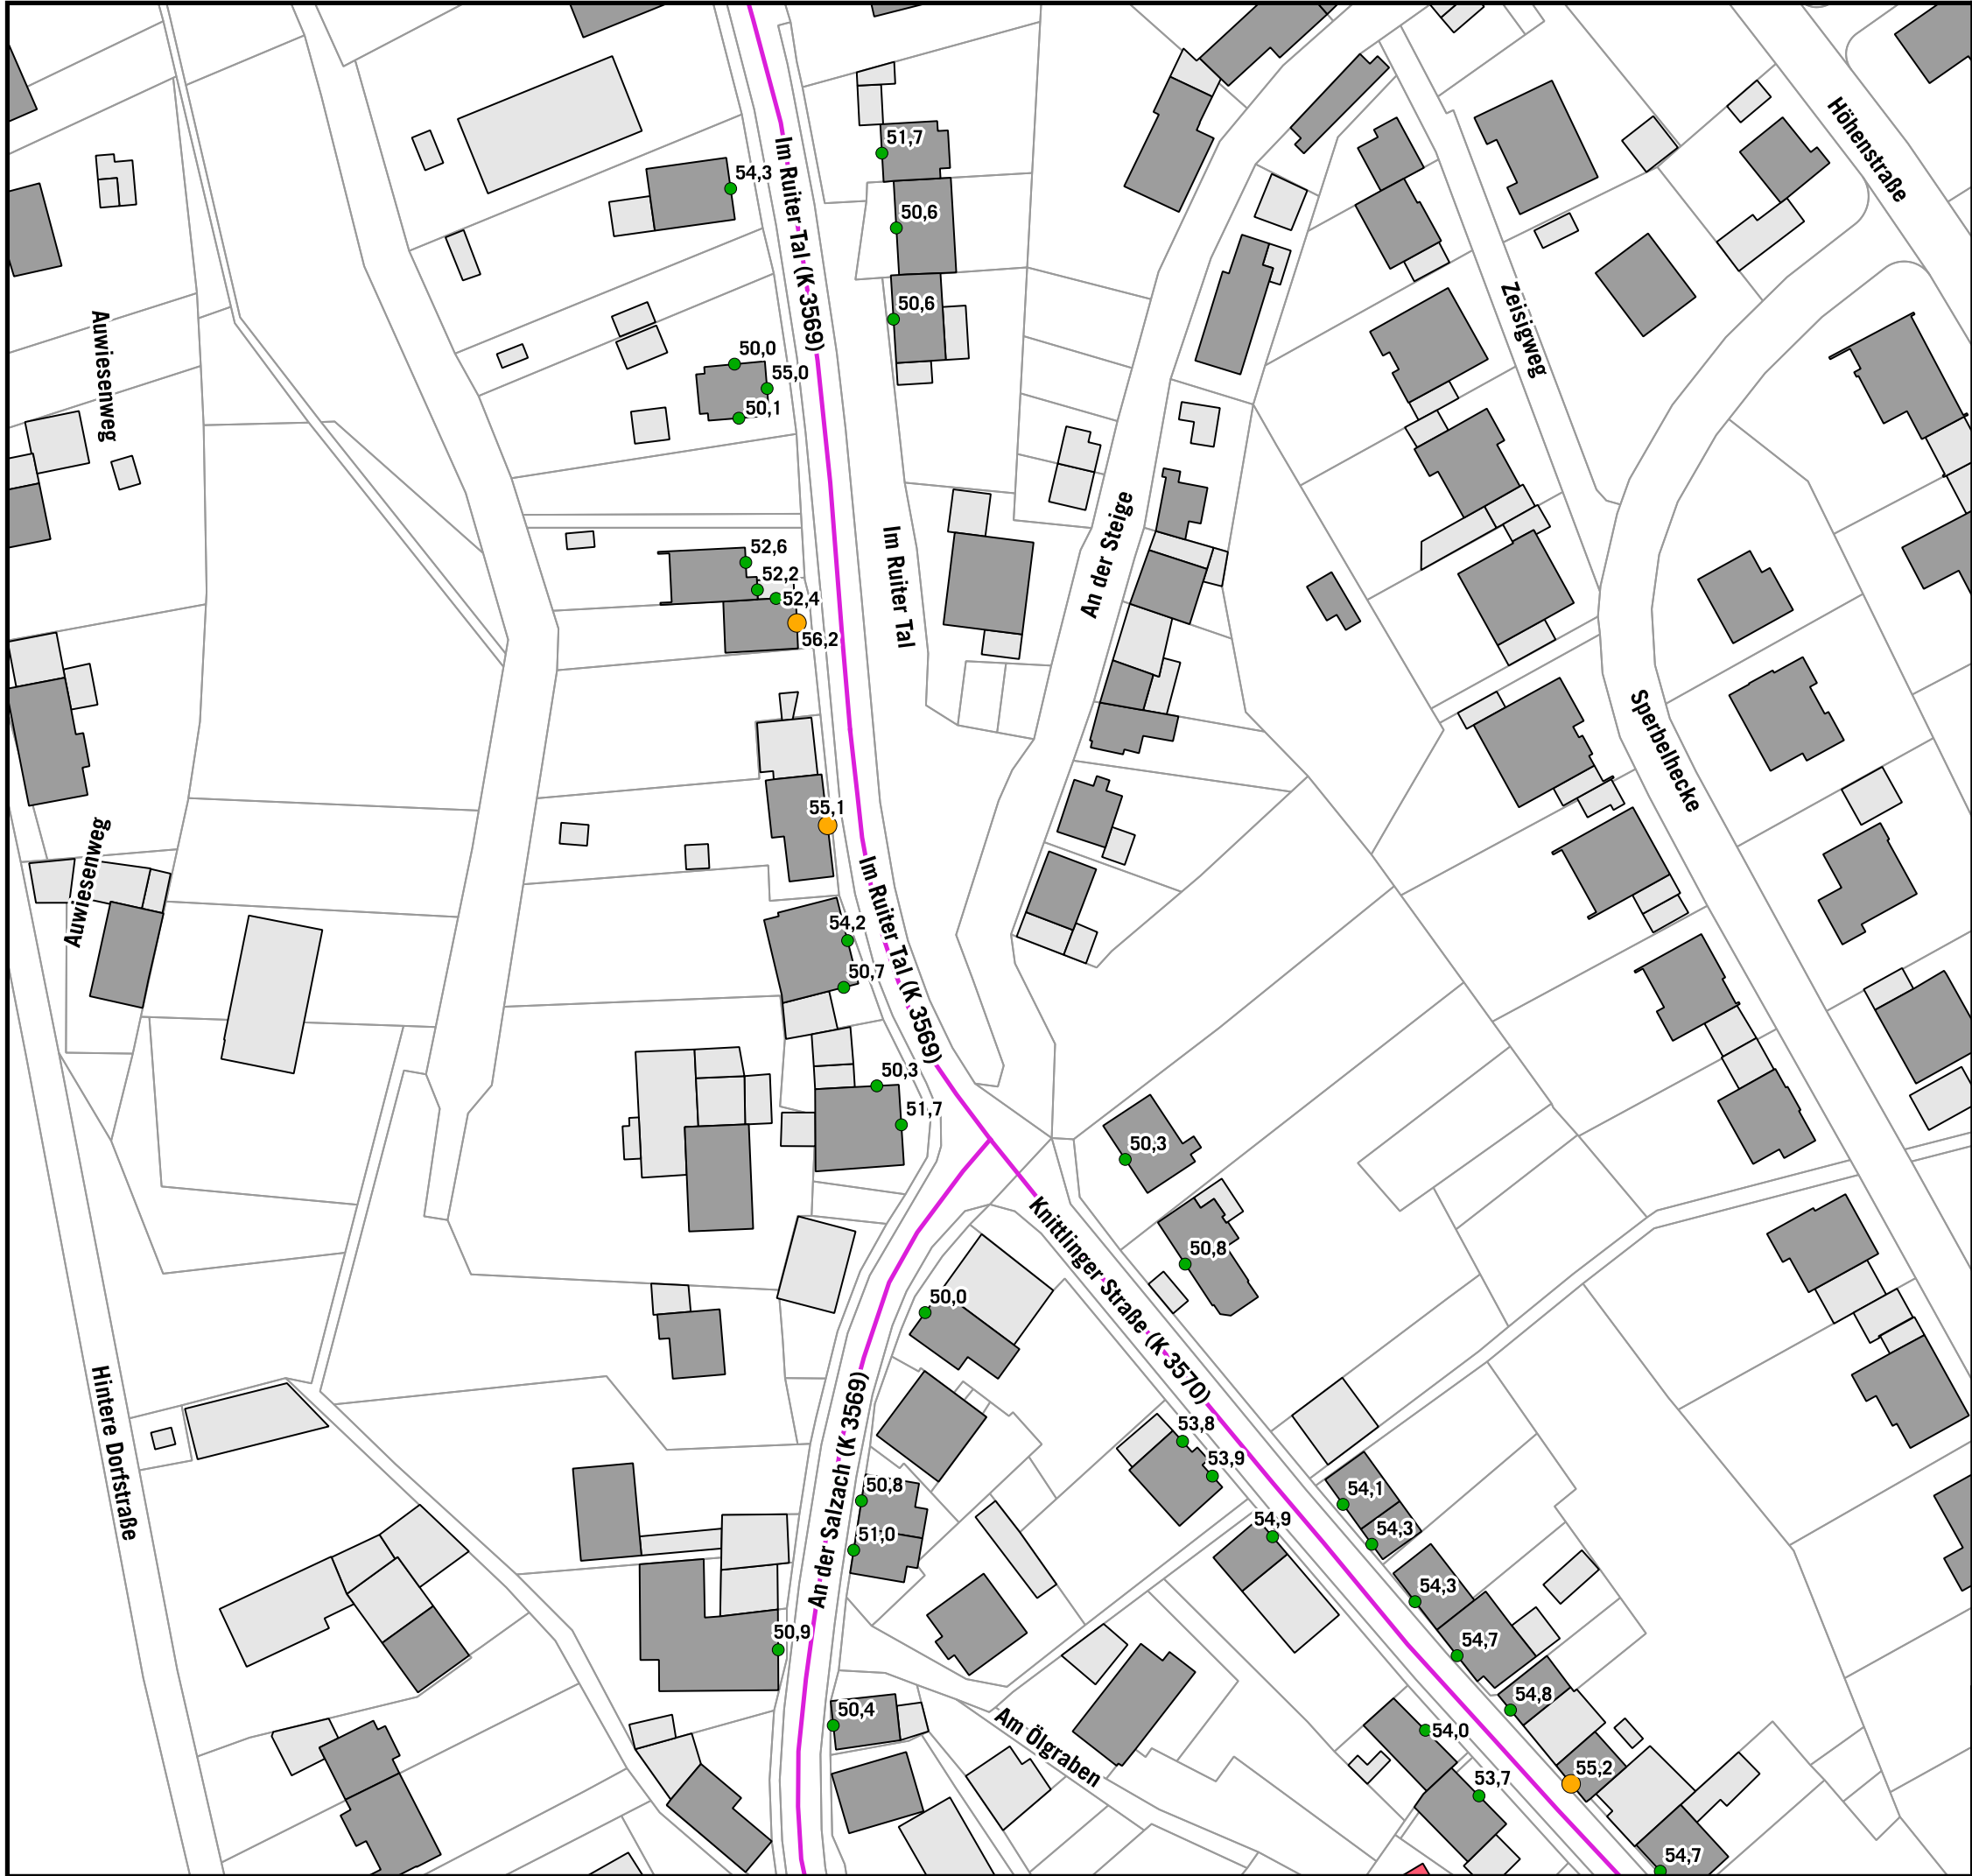 51,7
54,3
50,6
50,6
50,0
55,0
50,1
52,6
52,2
52,4
56,2
55,1
54,2
50,7
50,3
51,7
50,3
50,8
50,0
53,8
53,9
54,9
54,1
54,3
54,3
54,7
54,8
50,8
51,0
50,9
50,4
54,0
53,7
55,2
54,7
Im Ruiter Tal (K 3569)
Im Ruiter Tal
Im Ruiter Tal (K 3569)
An der Steige
Zeisigweg
Höhenstraße
Sperbelhecke
Auwiesenweg
Auwiesenweg
Hintere Dorfstraße
Knittlinger Straße (K 3570)
An der Salzach (K 3569)
Am Ölgraben